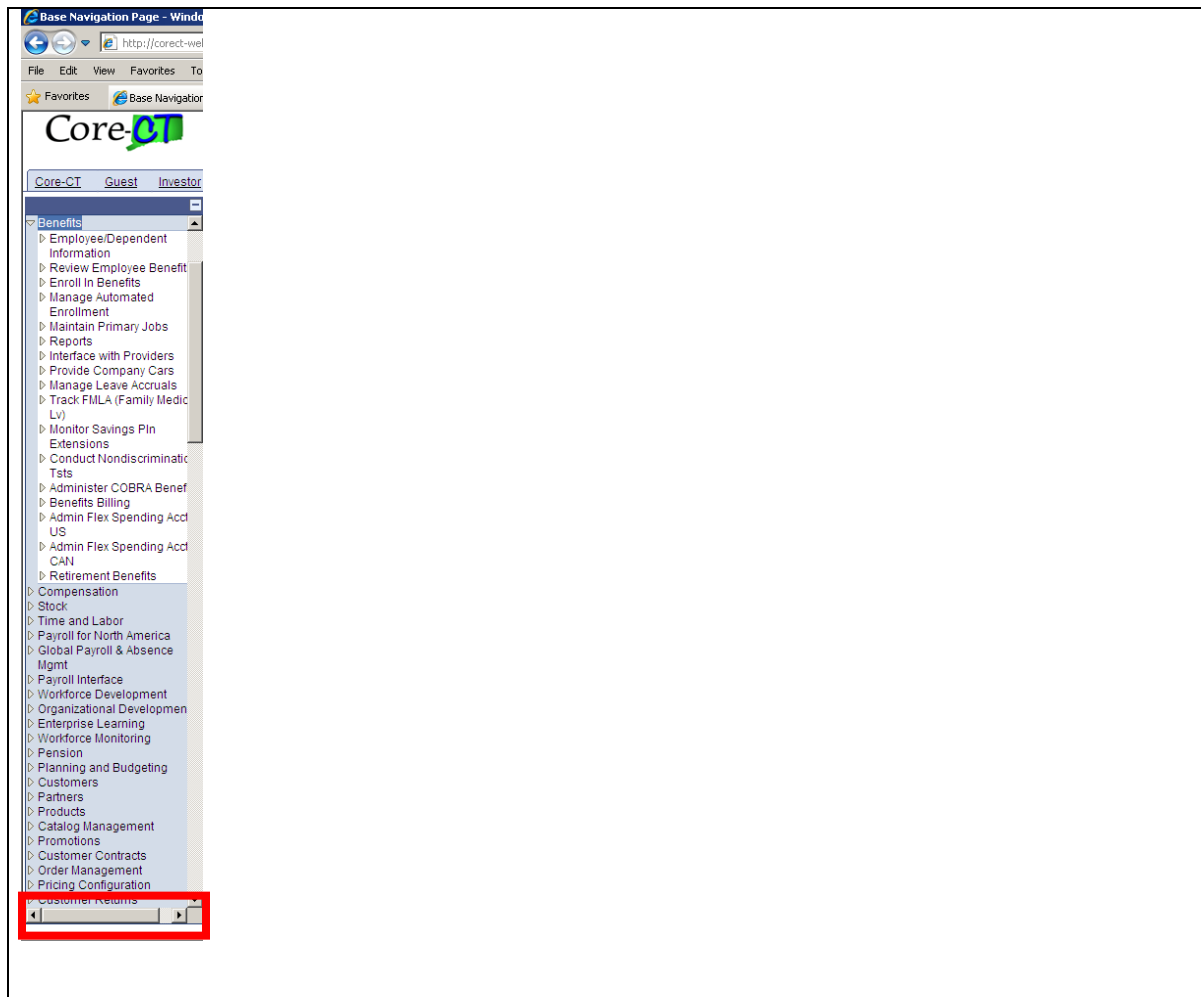 Base Navigation Page - Windo
http://corect-wel
File Edit View Favorites To
Favorites Base Navigation
Core-CT
Core-CT Guest Investor
Benefits
Employee/Dependent
Information
Review Employee Benefit
Enroll In Benefits
Manage Automated
Enrollment
Maintain Primary Jobs
Reports
Interface with Providers
Provide Company Cars
Manage Leave Accruals
Track FMLA (Family Medic
Lv)
Monitor Savings Pln
Extensions
Conduct Nondiscriminatio
Tsts
Administer COBRA Benef
Benefits Billing
Admin Flex Spending Acct
US
Admin Flex Spending Acct
CAN
Retirement Benefits
Compensation
Stock
Time and Labor
Payroll for North America
Global Payroll & Absence
Mgmt
Payroll Interface
Workforce Development
Organizational Developmen
Enterprise Learning
Workforce Monitoring
Pension
Planning and Budgeting
Customers
Partners
Products
Catalog Management
Promotions
Customer Contracts
Order Management
Pricing Configuration
Customer Returns